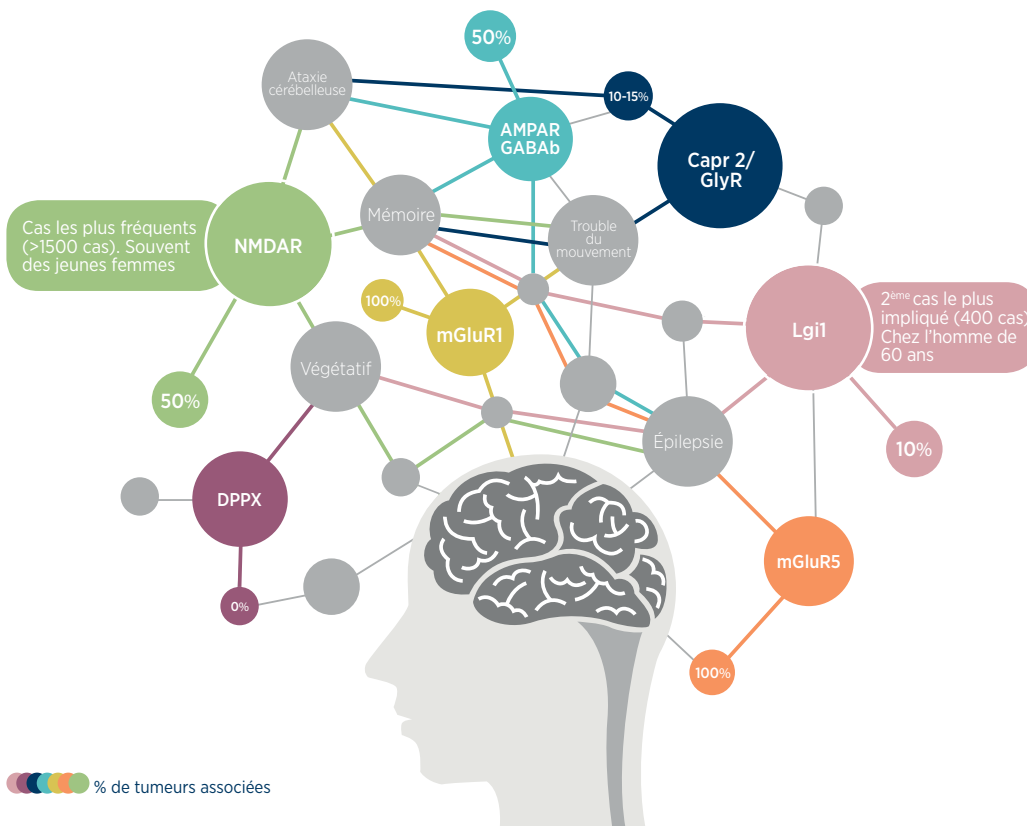 50%
Ataxie
cérébelleuse
10-15%
AMPAR
GABAb
Capr 2/
GlyR
Mémoire
Trouble
du
mouvement
Cas les plus fréquents
(>1500 cas). Souvent
des jeunes femmes
NMDAR
100%
mGluR1
Lgi1
2ème cas le plus
impliqué (400 cas)
Chez l'homme de
60 ans
Végétatif
50%
Épilepsie
10%
DPPX
mGluR5
0%
100%
% de tumeurs associées